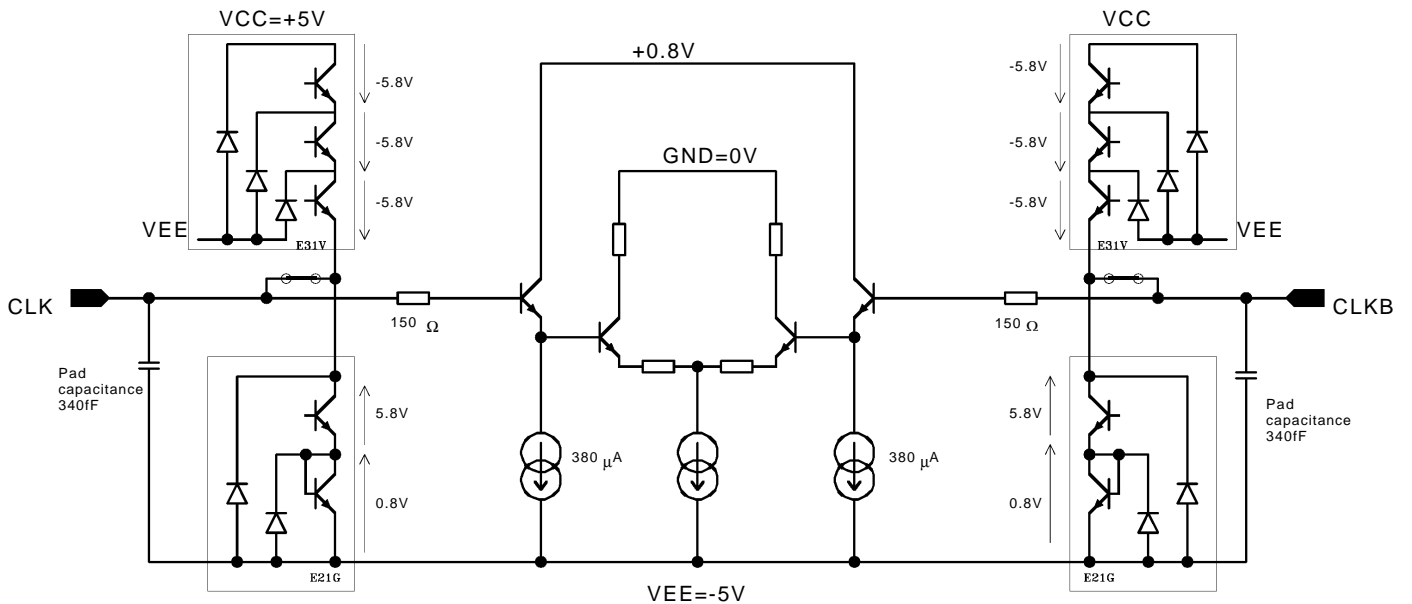 VCC=+5V
VCC
+0.8V
-5.8V
-5.8V
GND=0V
-5.8V
-5.8V
-5.8V
-5.8V
VEE
E31V
E31V
VEE
CLK
150 Ω
150 Ω
CLKB
Pad
capacitance
340fF
5.8V
5.8V
Pad
capacitance
340fF
380 μA
380 μA
0.8V
0.8V
E21G
E21G
VEE=-5V